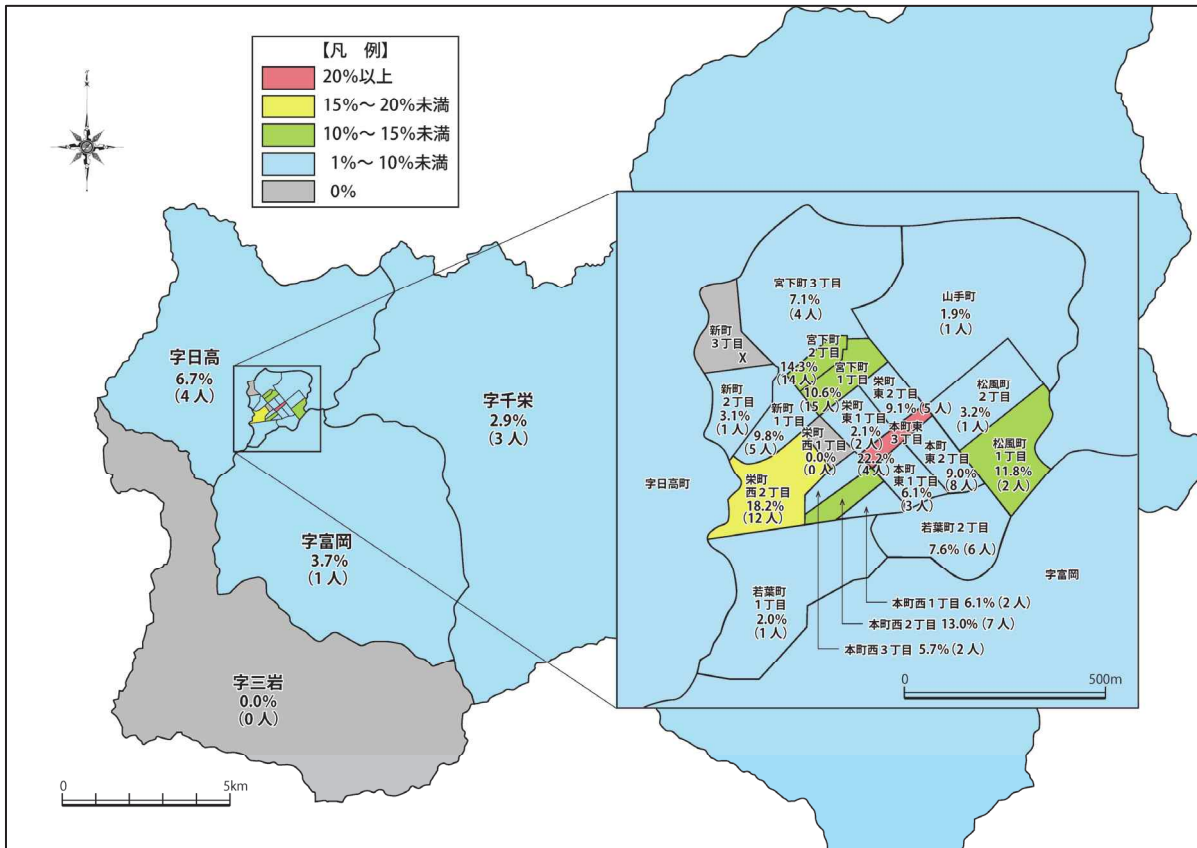 【凡 例】
20%以上
15%～20%未満
10%～15%未満
1%～10%未満
0%
字日高
6.7%
(4人)
字千栄
2.9%
(3人)
字富岡
3.7%
(1人)
字三岩
0.0%
(0人)
0
5km
宮下町3丁目
7.1%
(4人)
山手町
1.9%
(1人)
新町
3丁目
X
宮下町
2丁目
14.3%
(14人)
宮下町
1丁目
10.6%
(15人)
栄町
東2丁目
9.1%(5人)
松風町
2丁目
3.2%
(1人)
新町
2丁目
3.1%
(1人)
新町
1丁目
9.8%
(5人)
栄町
西1丁目
0.0%
(0人)
栄町
東1丁目
2.1%
(2人)
本町東
3丁目
22.2%
(4人)
本町
東2丁目
9.0%
(8人)
松風町
1丁目
11.8%
(2人)
字日高町
栄町
西2丁目
18.2%
(12人)
本町
東1丁目
6.1%
(3人)
若葉町2丁目
7.6%(6人)
字富岡
若葉町
1丁目
2.0%
(1人)
本町西1丁目 6.1%(2人)
本町西2丁目 13.0%(7人)
本町西3丁目 5.7%(2人)
0
500m